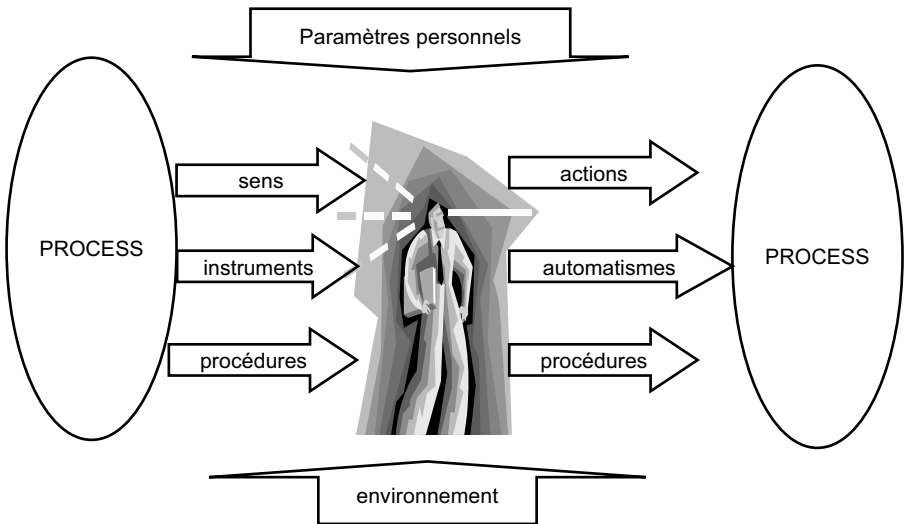 Paramètres personnels
sens
actions
PROCESS
instruments
automatismes
PROCESS
procédures
procédures
environnement